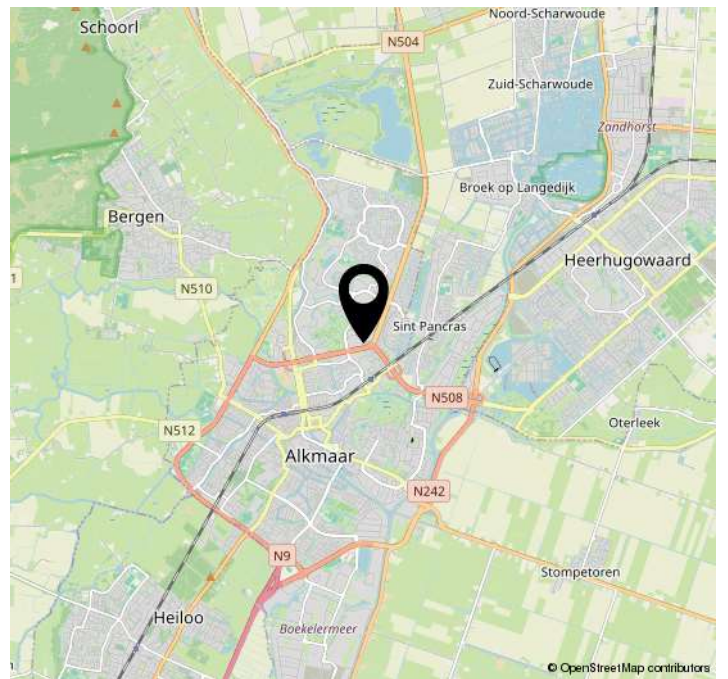 Schoorl
Noord-Scharwoude
N504
Zuid-Scharwoude
Zandhorst
Broek op Langedijk
Bergen
Heerhugowaard
1
N510
Sint Pancras
N508
Oterleek
N512
Alkmaar
N242
N9
Stompetoren
Heiloo
Boekelermeer
© OpenStreetMap contributors